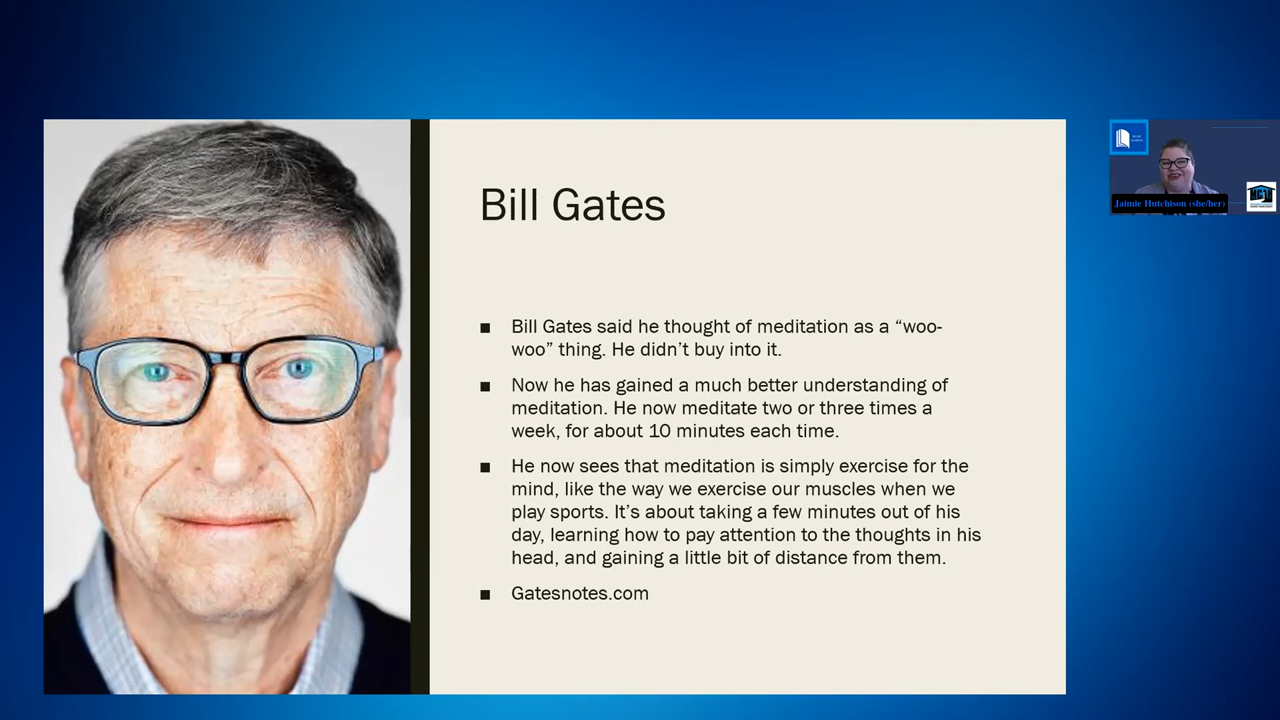 Bill Gates
■ Bill Gates said he thought of meditation as a “woo-
woo” thing. He didn’t buy into it.
■ Now he has gained a much better understanding of
meditation. He now meditate two or three times a
week, for about 10 minutes each time.
■ He now sees that meditation is simply exercise for the
mind, like the way we exercise our muscles when we
play sports. It’s about taking a few minutes out of his
day, learning how to pay attention to the thoughts in his
head, and gaining a little bit of distance from them.
■ Gatesnotes.com
Jaimie Hutchison (she/her)